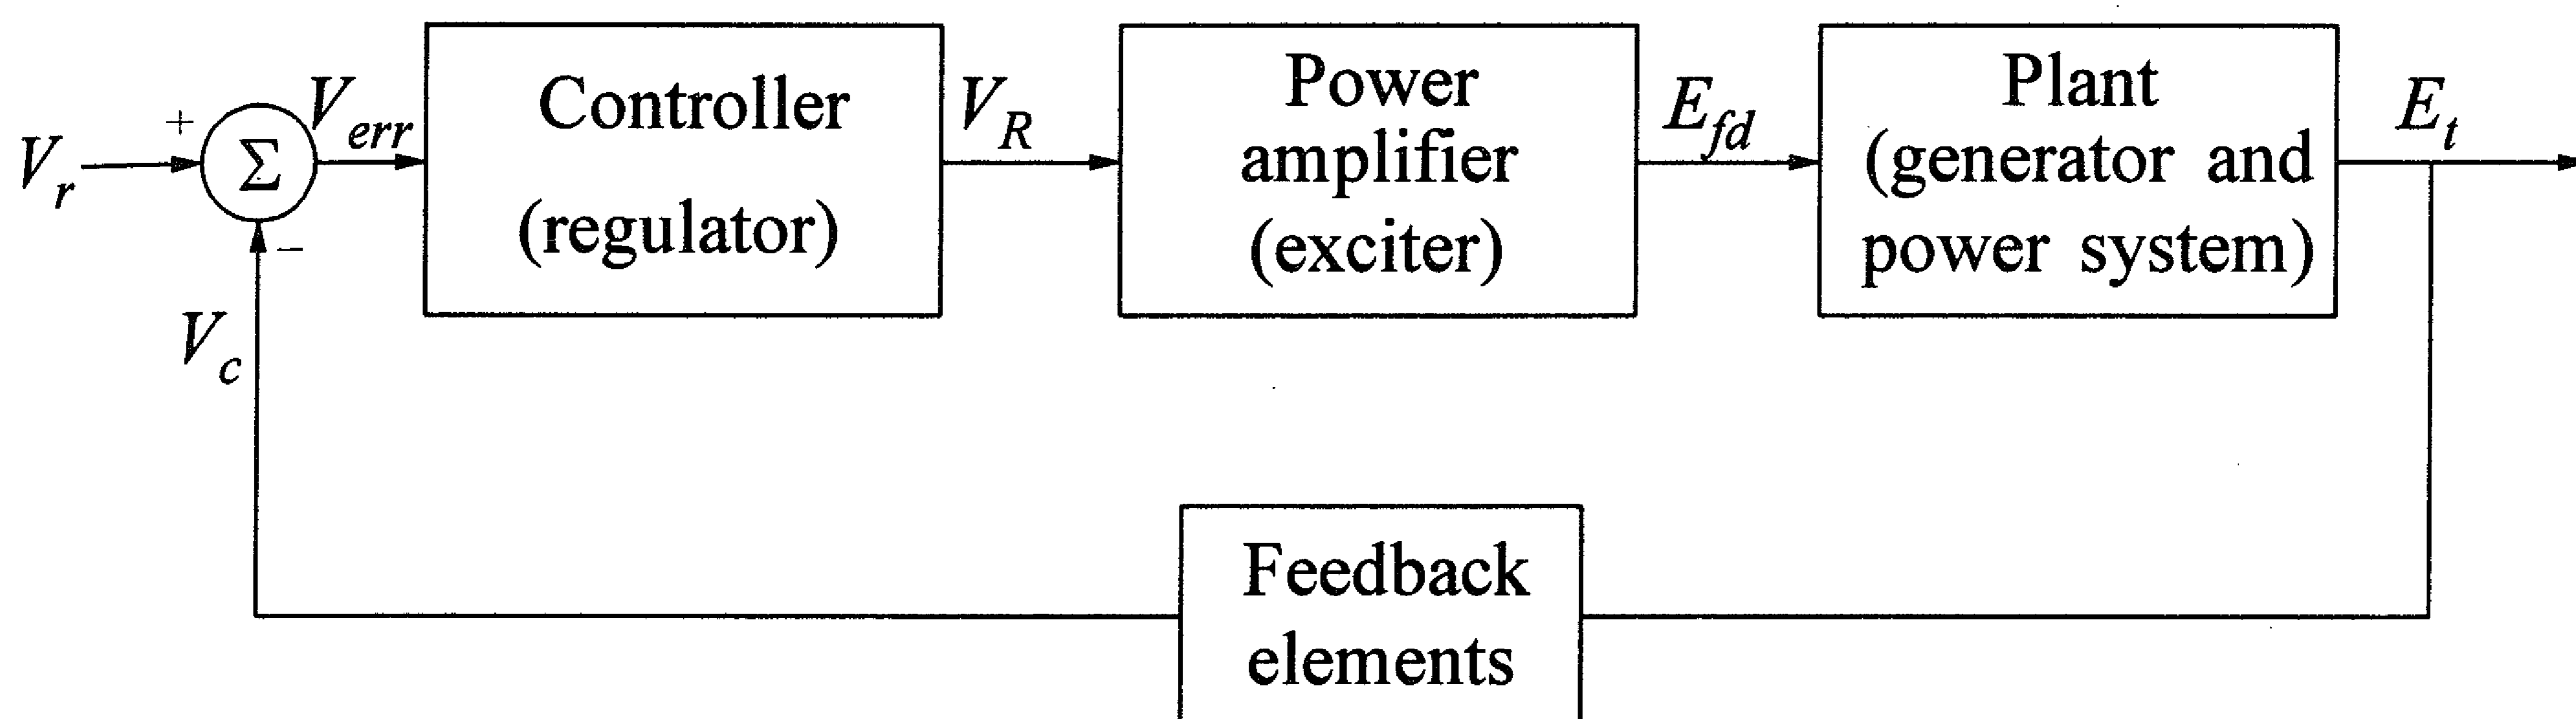 V_r
+
Σ
−
V_err
Controller
(regulator)
V_R
Power
amplifier
(exciter)
E_fd
Plant
(generator and
power system)
E_t
V_c
Feedback
elements